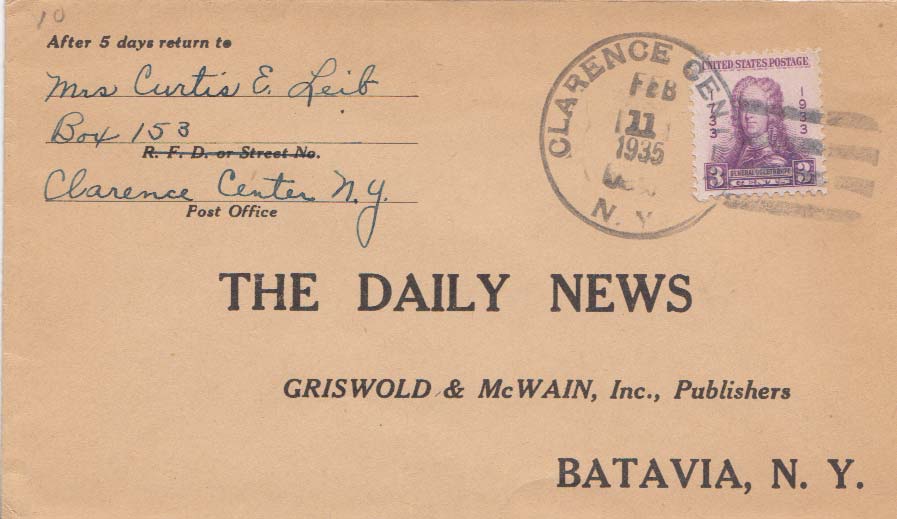 10
After 5 days return to
Mrs Curtis E. Leib
Box 153
R. F. D. or Street No.
Clarence Center N.Y.
Post Office
CLARENCE CEN
FEB
11
1935
N. Y.
UNITED STATES POSTAGE
1733 1933
GENERAL OGLETHORPE
3 CENTS 3
THE DAILY NEWS
GRISWOLD & McWAIN, Inc., Publishers
BATAVIA, N. Y.